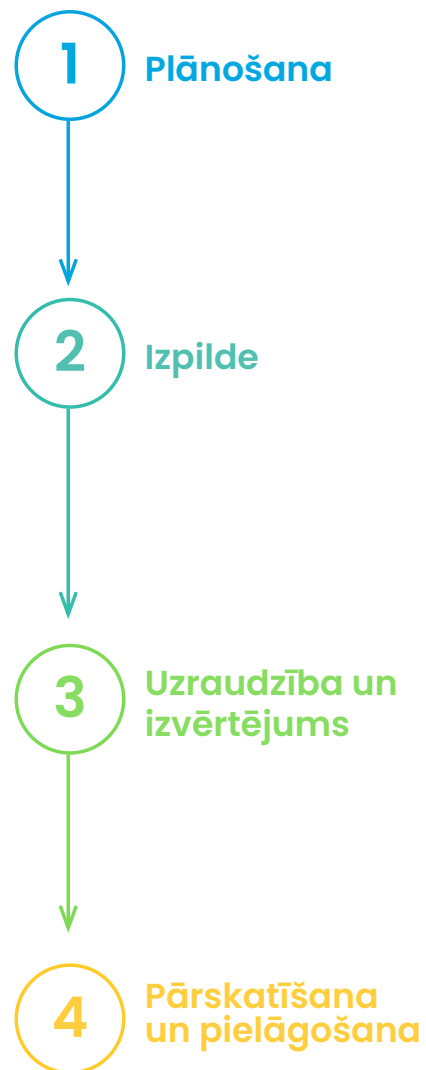 1
Plānošana
2
Izpilde
3
Uzraudzība un
izvērtējums
4
Pārskatīšana
un pielāgošana